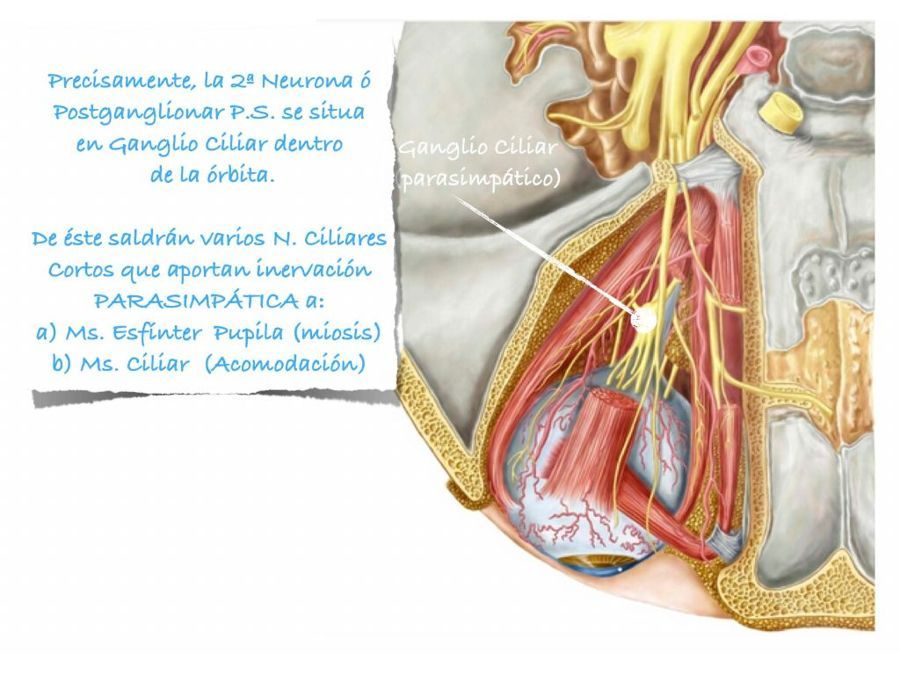 Precisamente, la 2ª Neurona ó
Postganglionar P.S. se situa
en Ganglio Ciliar dentro
de la órbita.
De éste saldrán varios N. Ciliares
Cortos que aportan inervación
PARASIMPÁTICA a:
a) Ms. Esfínter Pupila (miosis)
b) Ms. Ciliar (Acomodación)
Ganglio Ciliar
(parasimpático)